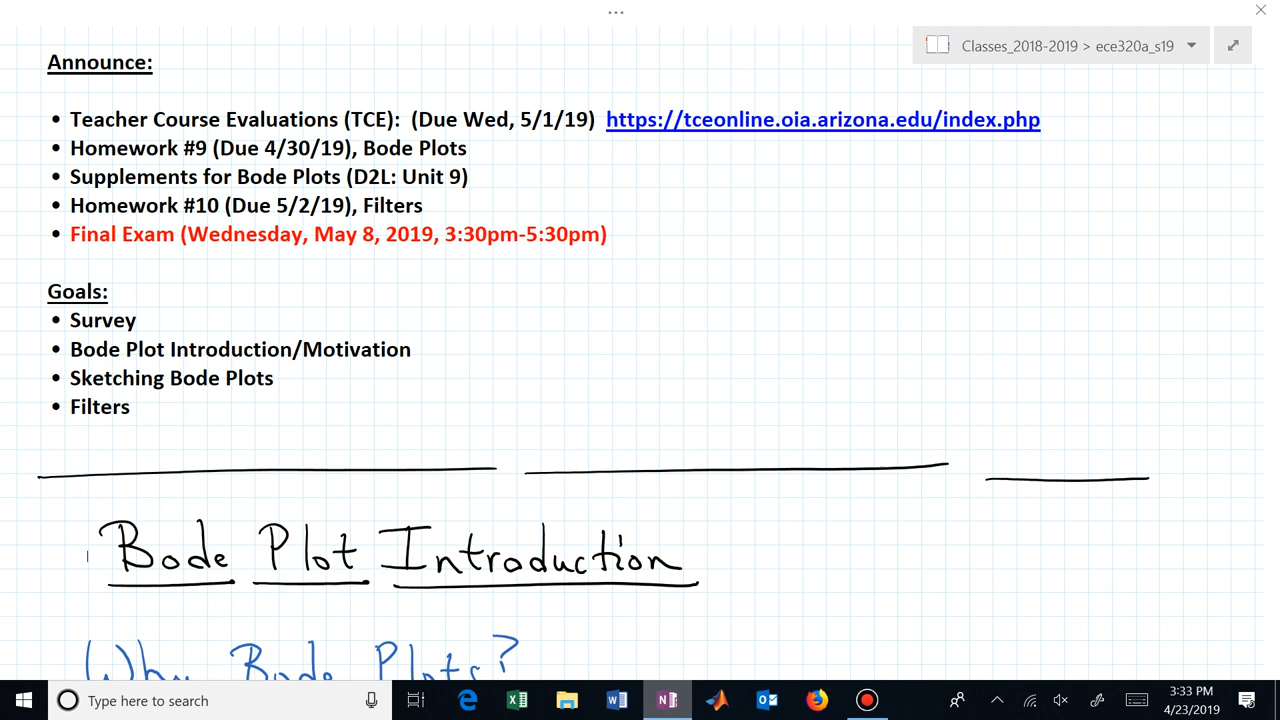 Classes_2018-2019 > ece320a_s19
Announce:
• Teacher Course Evaluations (TCE): (Due Wed, 5/1/19) https://tceonline.oia.arizona.edu/index.php
• Homework #9 (Due 4/30/19), Bode Plots
• Supplements for Bode Plots (D2L: Unit 9)
• Homework #10 (Due 5/2/19), Filters
• Final Exam (Wednesday, May 8, 2019, 3:30pm-5:30pm)
Goals:
• Survey
• Bode Plot Introduction/Motivation
• Sketching Bode Plots
• Filters
Bode Plot Introduction
Why Bode Plots?
Type here to search
3:33 PM
4/23/2019